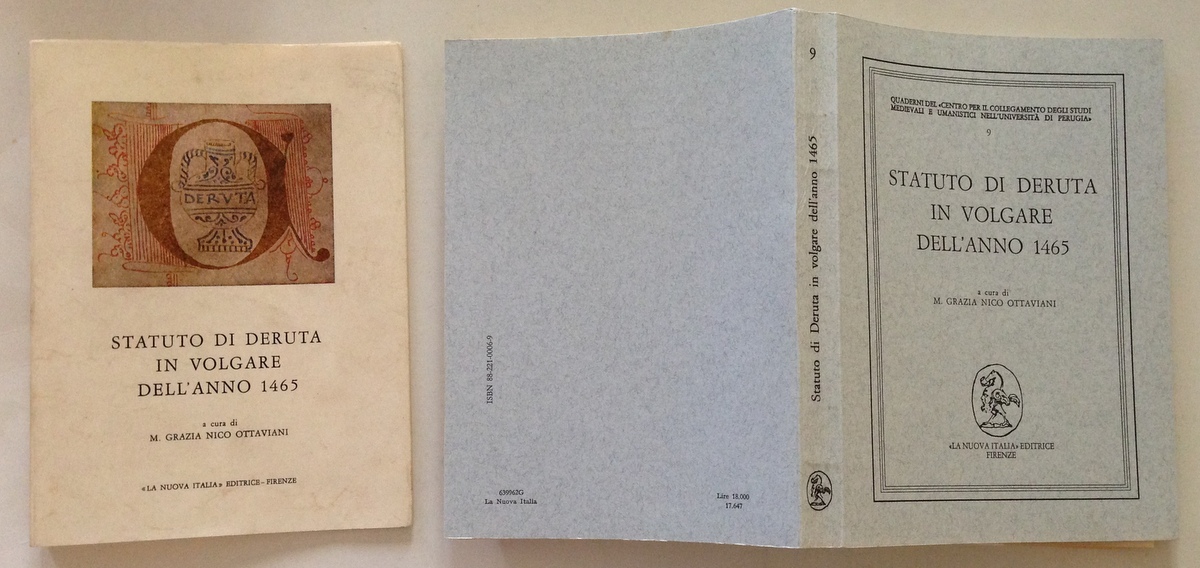 DERUTA
STATUTO DI DERUTA
IN VOLGARE
DELL'ANNO 1465
a cura di
M. GRAZIA NICO OTTAVIANI
«LA NUOVA ITALIA» EDITRICE - FIRENZE
ISBN 88-221-0006-9
639962G
La Nuova Italia
Lire 18.000
17.647
9
Statuto di Deruta in volgare dell'anno 1465
QUADERNI DEL «CENTRO PER IL COLLEGAMENTO DEGLI STUDI
MEDIEVALI E UMANISTICI NELL'UNIVERSITÀ DI PERUGIA»
9
STATUTO DI DERUTA
IN VOLGARE
DELL'ANNO 1465
a cura di
M. GRAZIA NICO OTTAVIANI
«LA NUOVA ITALIA» EDITRICE
FIRENZE